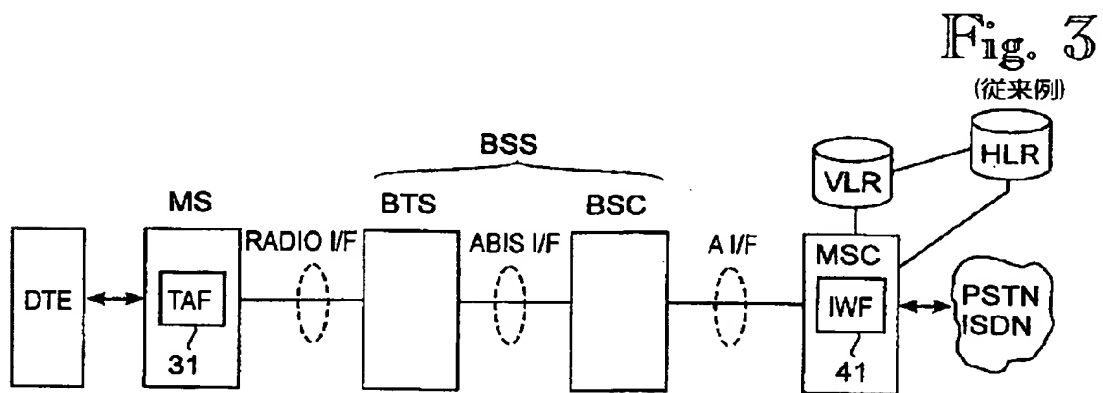 Fig. 3
(従来例)
BSS
VLR
HLR
MS
BTS
BSC
RADIO I/F
ABIS I/F
A I/F
MSC
DTE
TAF
IWF
PSTN
ISDN
31
41